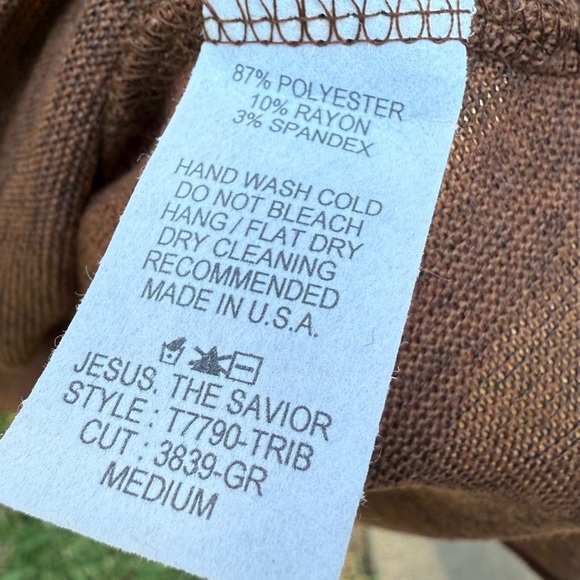 87% POLYESTER
10% RAYON
3% SPANDEX
HAND WASH COLD
DO NOT BLEACH
HANG / FLAT DRY
DRY CLEANING
RECOMMENDED
MADE IN U.S.A.
JESUS. THE SAVIOR
STYLE : T7790-TRIB
CUT : 3839-GR
MEDIUM